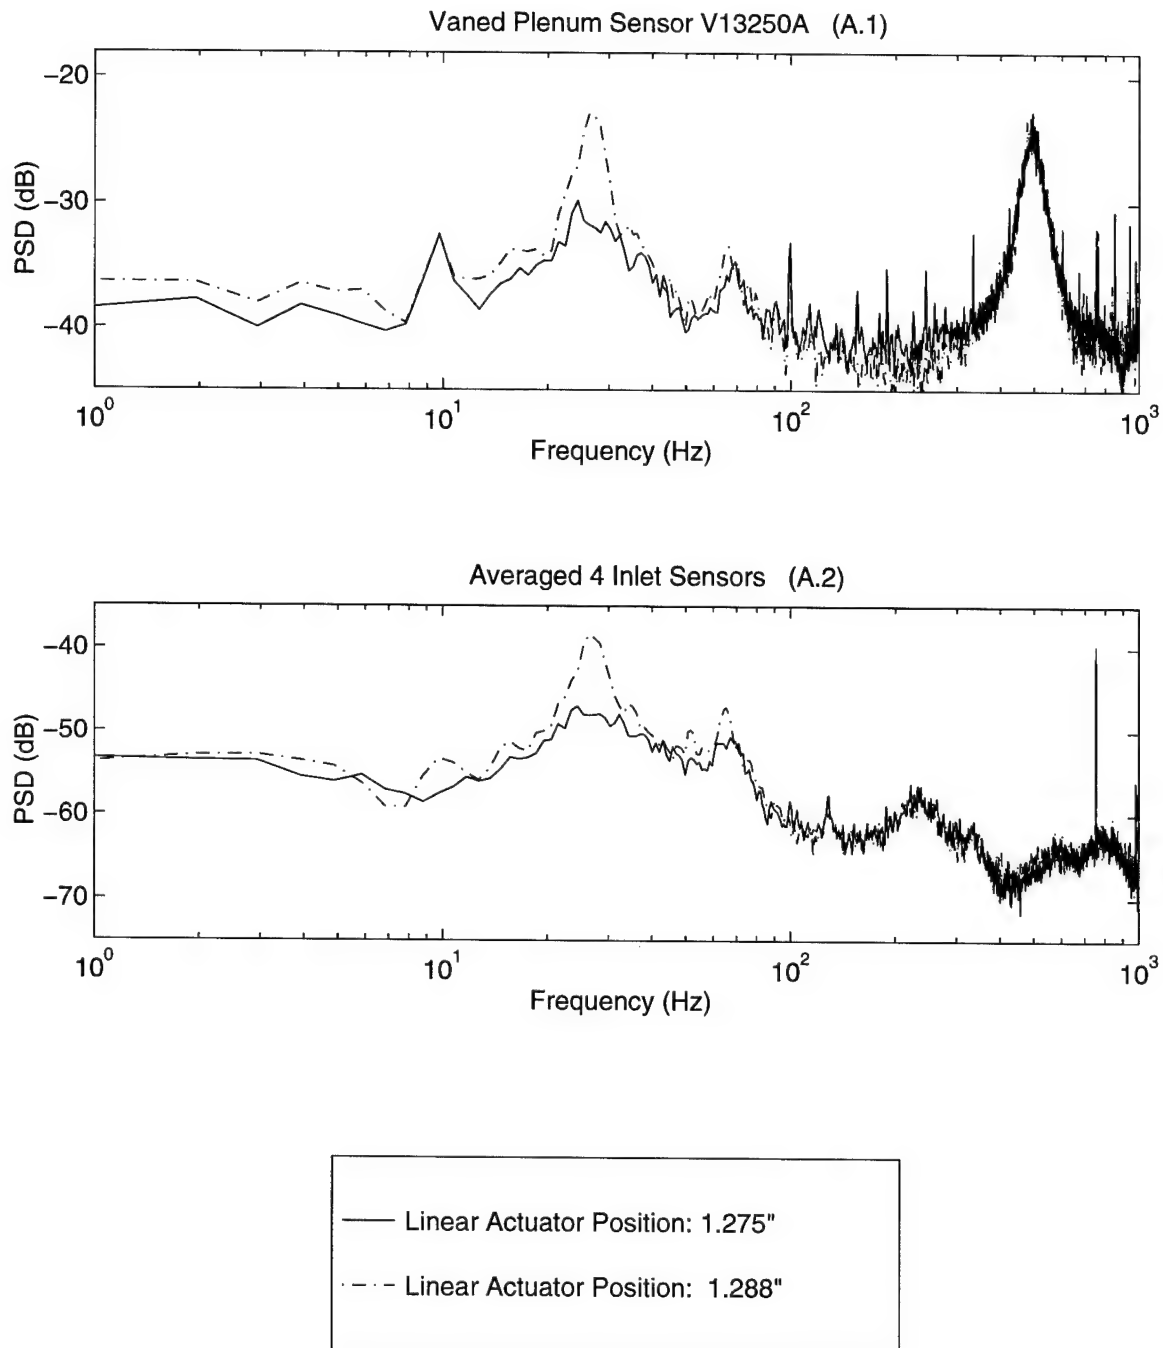 Vaned Plenum Sensor V13250A (A.1)
−20
−30
−40
PSD (dB)
10^0 10^1 10^2 10^3
Frequency (Hz)
Averaged 4 Inlet Sensors (A.2)
−40
−50
−60
−70
PSD (dB)
10^0 10^1 10^2 10^3
Frequency (Hz)
Linear Actuator Position: 1.275"
Linear Actuator Position: 1.288"